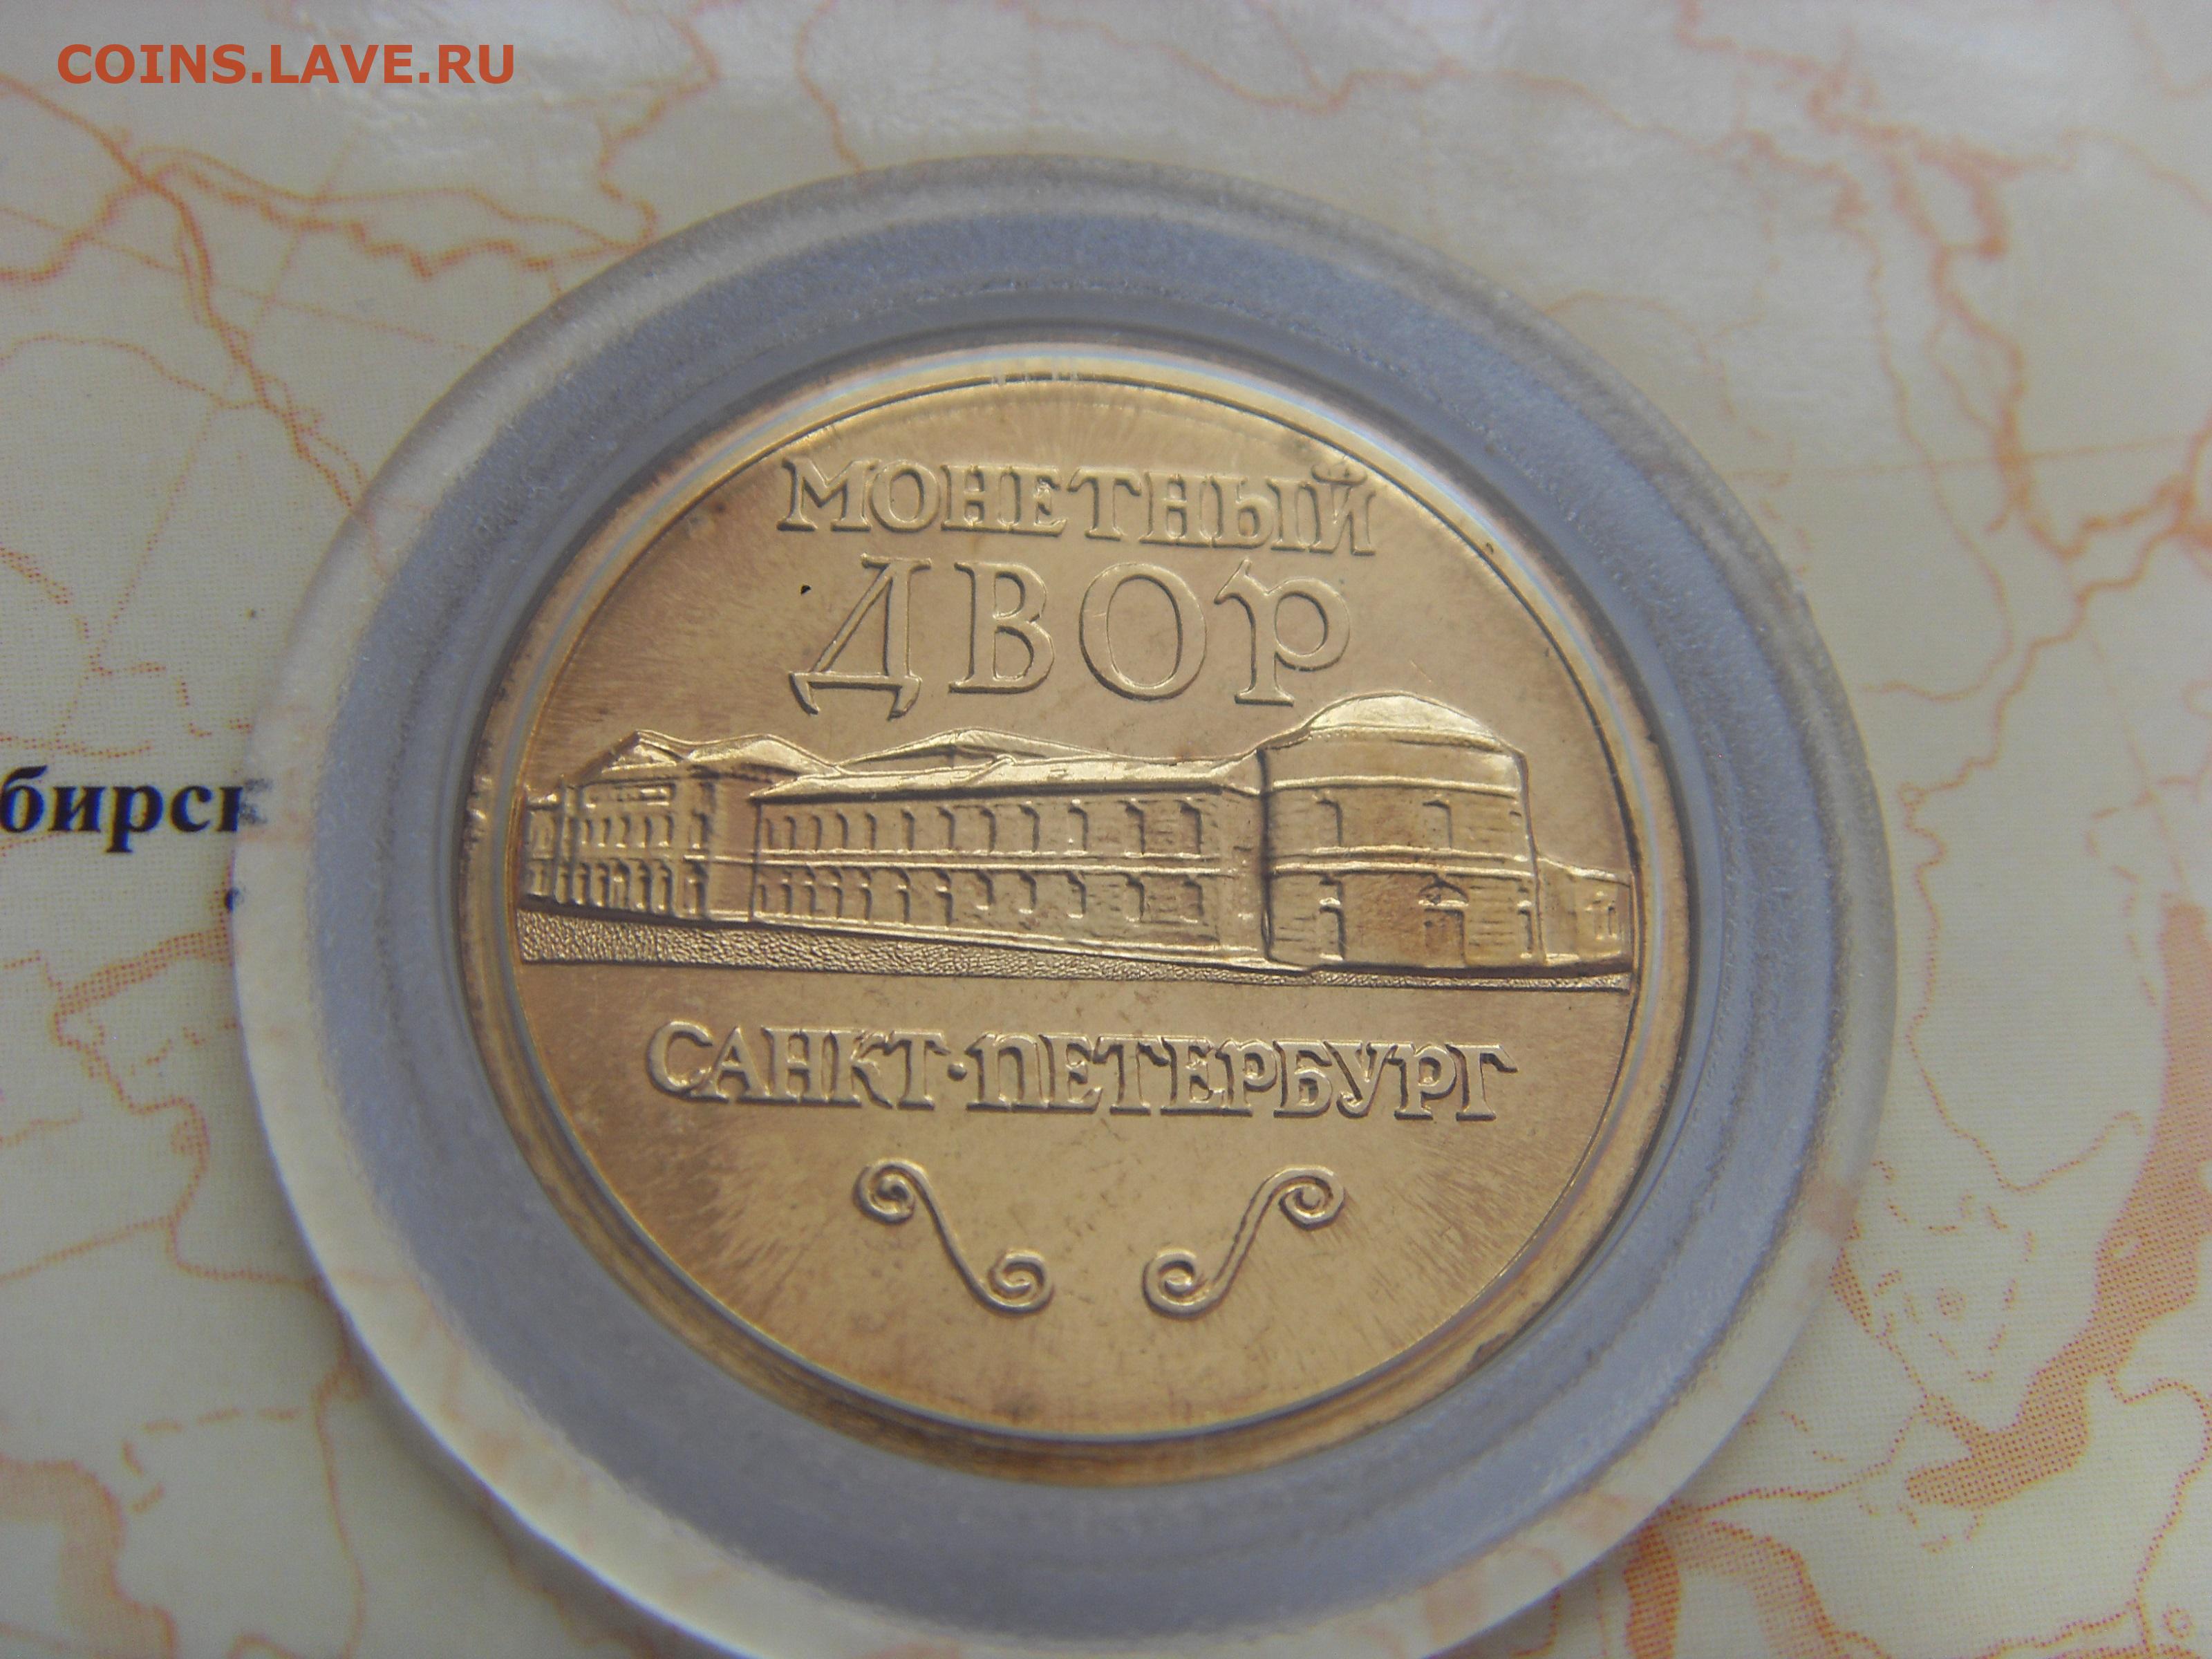 COINS.LAVE.RU
МОНЕТНЫЙ
ДВОР
бирск
САНКТ·ПЕТЕРБУРГ